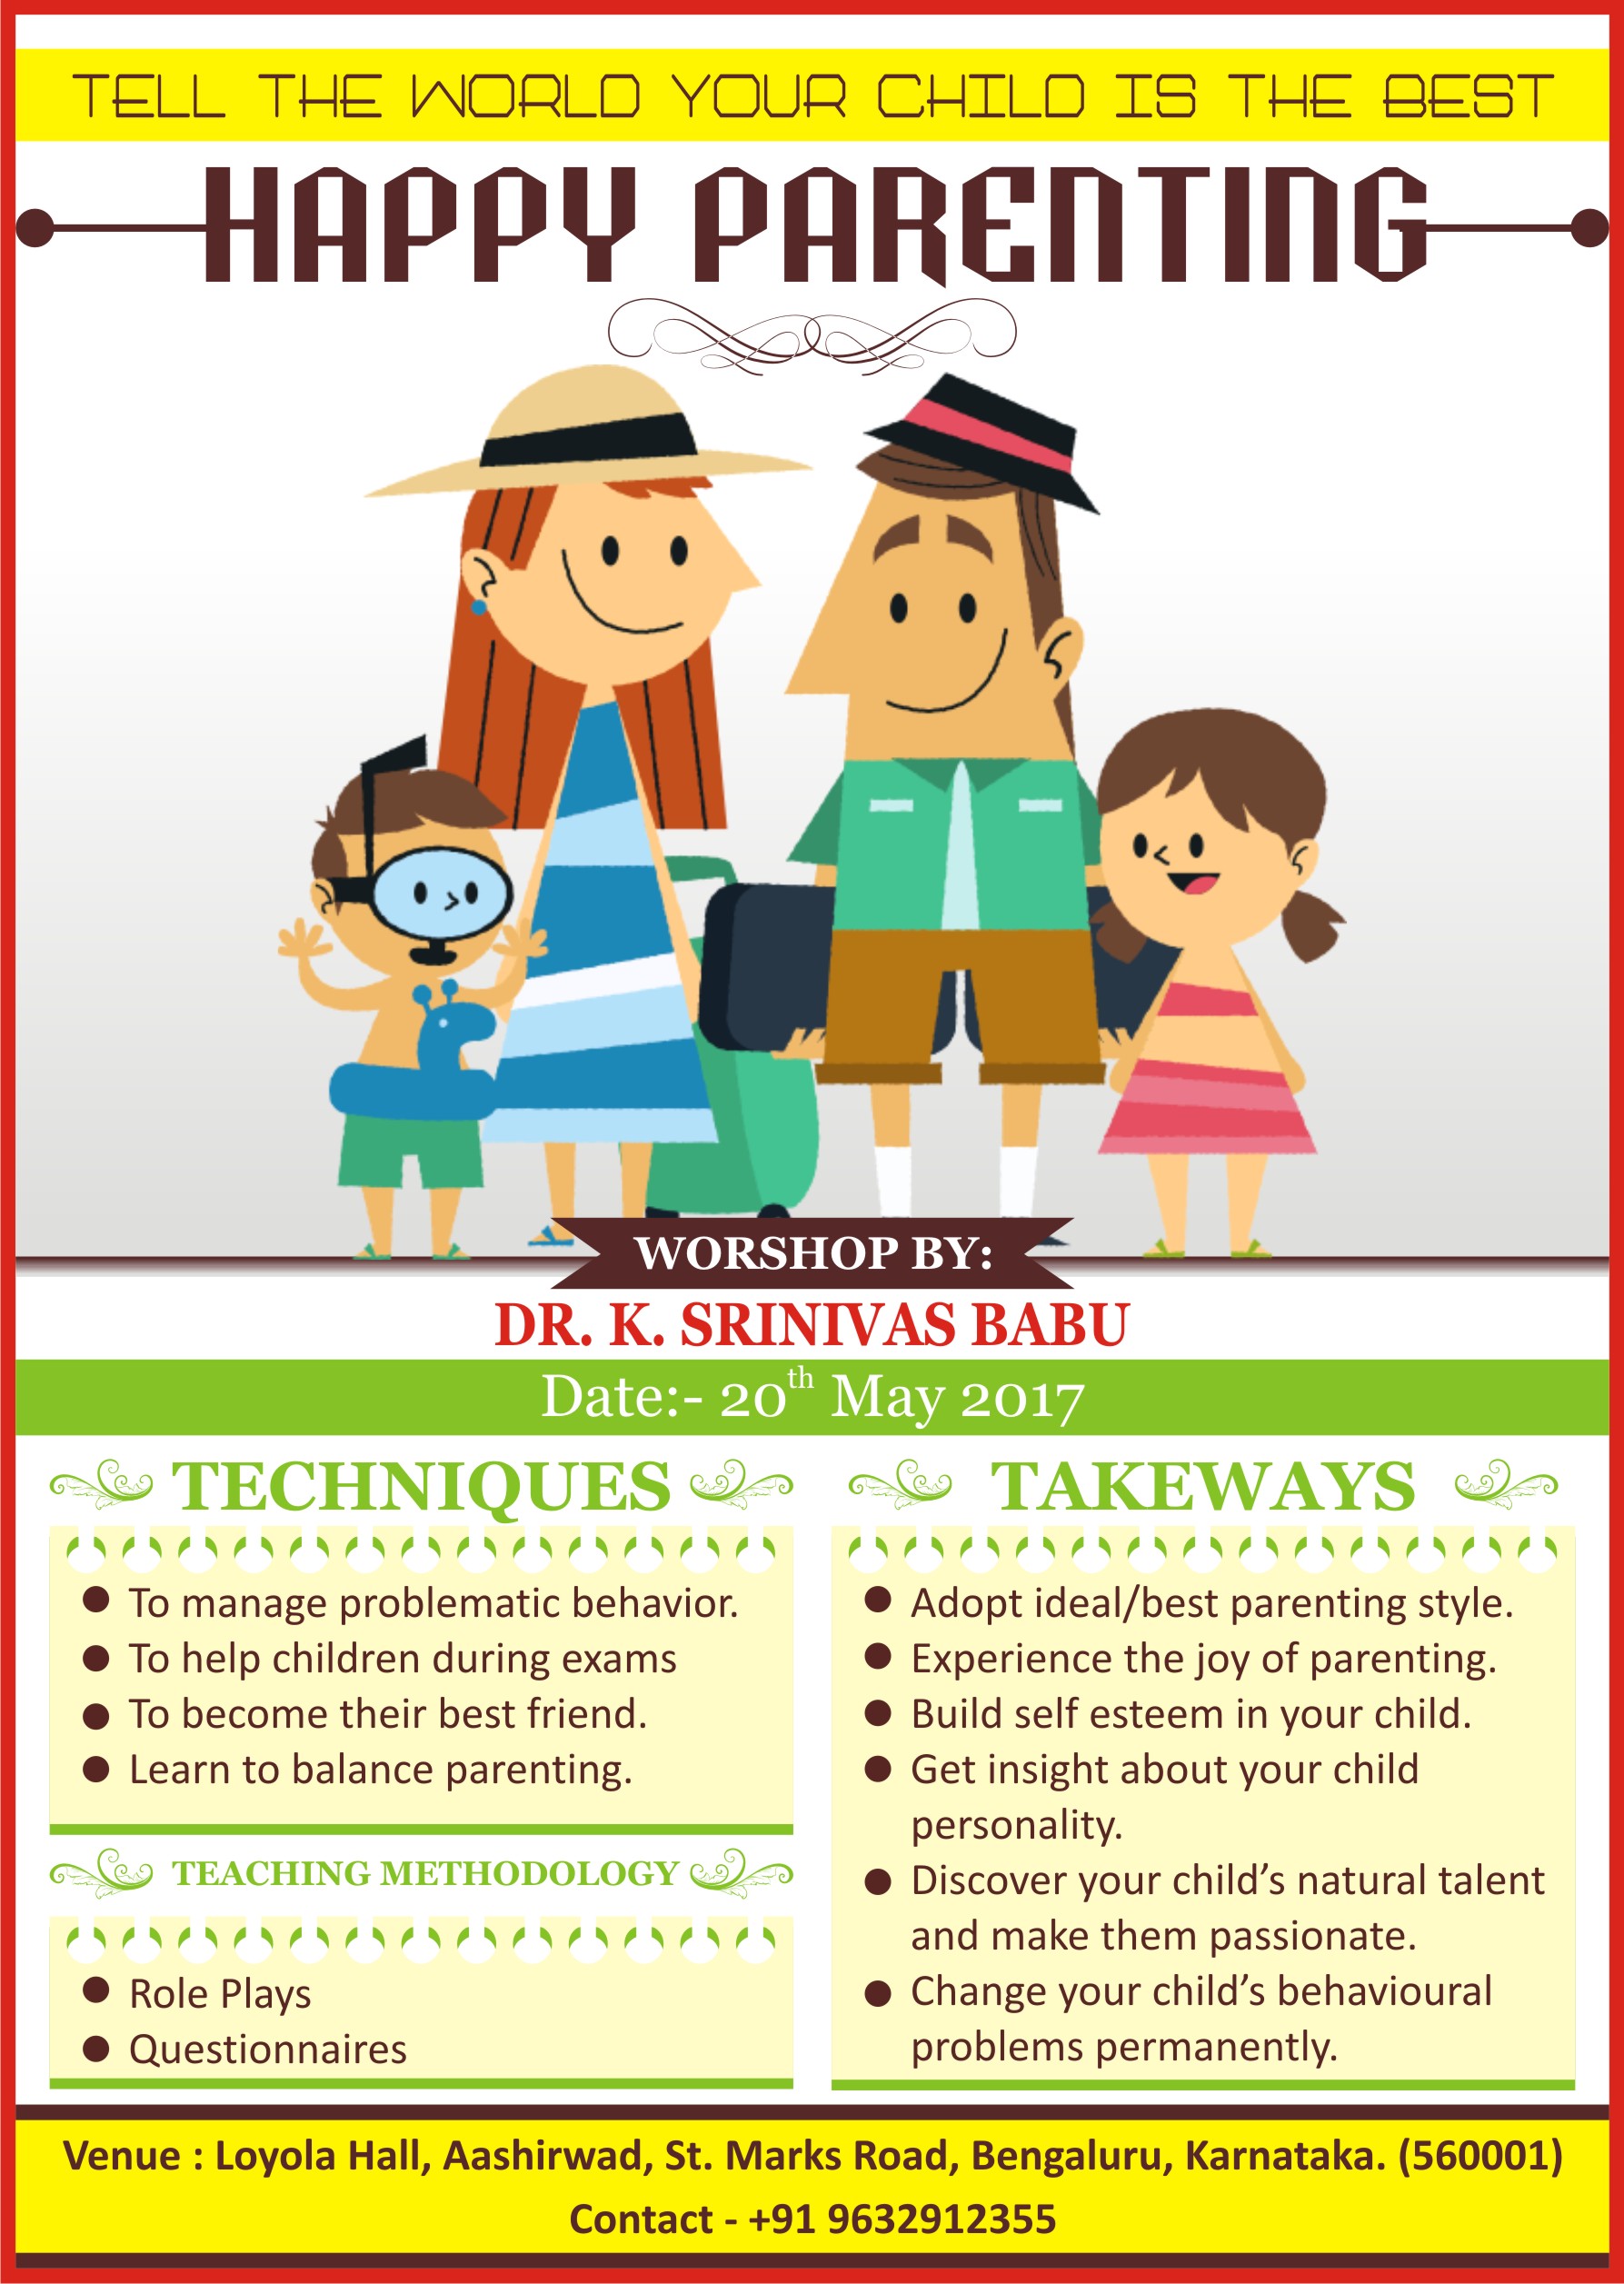 TELL THE WORLD YOUR CHILD IS THE BEST
HAPPY PARENTING
WORSHOP BY:
DR. K. SRINIVAS BABU
Date:- 20th May 2017
TECHNIQUES
To manage problematic behavior.
To help children during exams
To become their best friend.
Learn to balance parenting.
TEACHING METHODOLOGY
Role Plays
Questionnaires
TAKEWAYS
Adopt ideal/best parenting style.
Experience the joy of parenting.
Build self esteem in your child.
Get insight about your child
personality.
Discover your child’s natural talent
and make them passionate.
Change your child’s behavioural
problems permanently.
Venue : Loyola Hall, Aashirwad, St. Marks Road, Bengaluru, Karnataka. (560001)
Contact - +91 9632912355